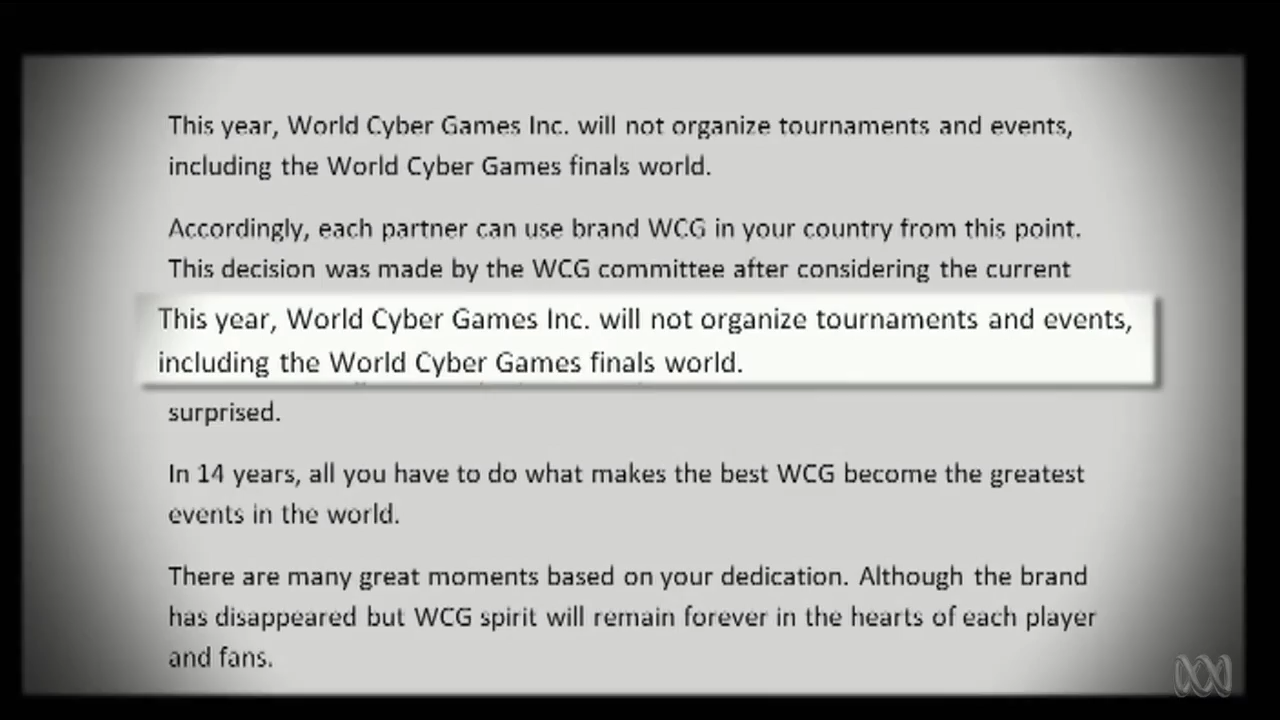 This year, World Cyber Games Inc. will not organize tournaments and events,
including the World Cyber Games finals world.
Accordingly, each partner can use brand WCG in your country from this point.
This decision was made by the WCG committee after considering the current
This year, World Cyber Games Inc. will not organize tournaments and events,
including the World Cyber Games finals world.
surprised.
In 14 years, all you have to do what makes the best WCG become the greatest
events in the world.
There are many great moments based on your dedication. Although the brand
has disappeared but WCG spirit will remain forever in the hearts of each player
and fans.